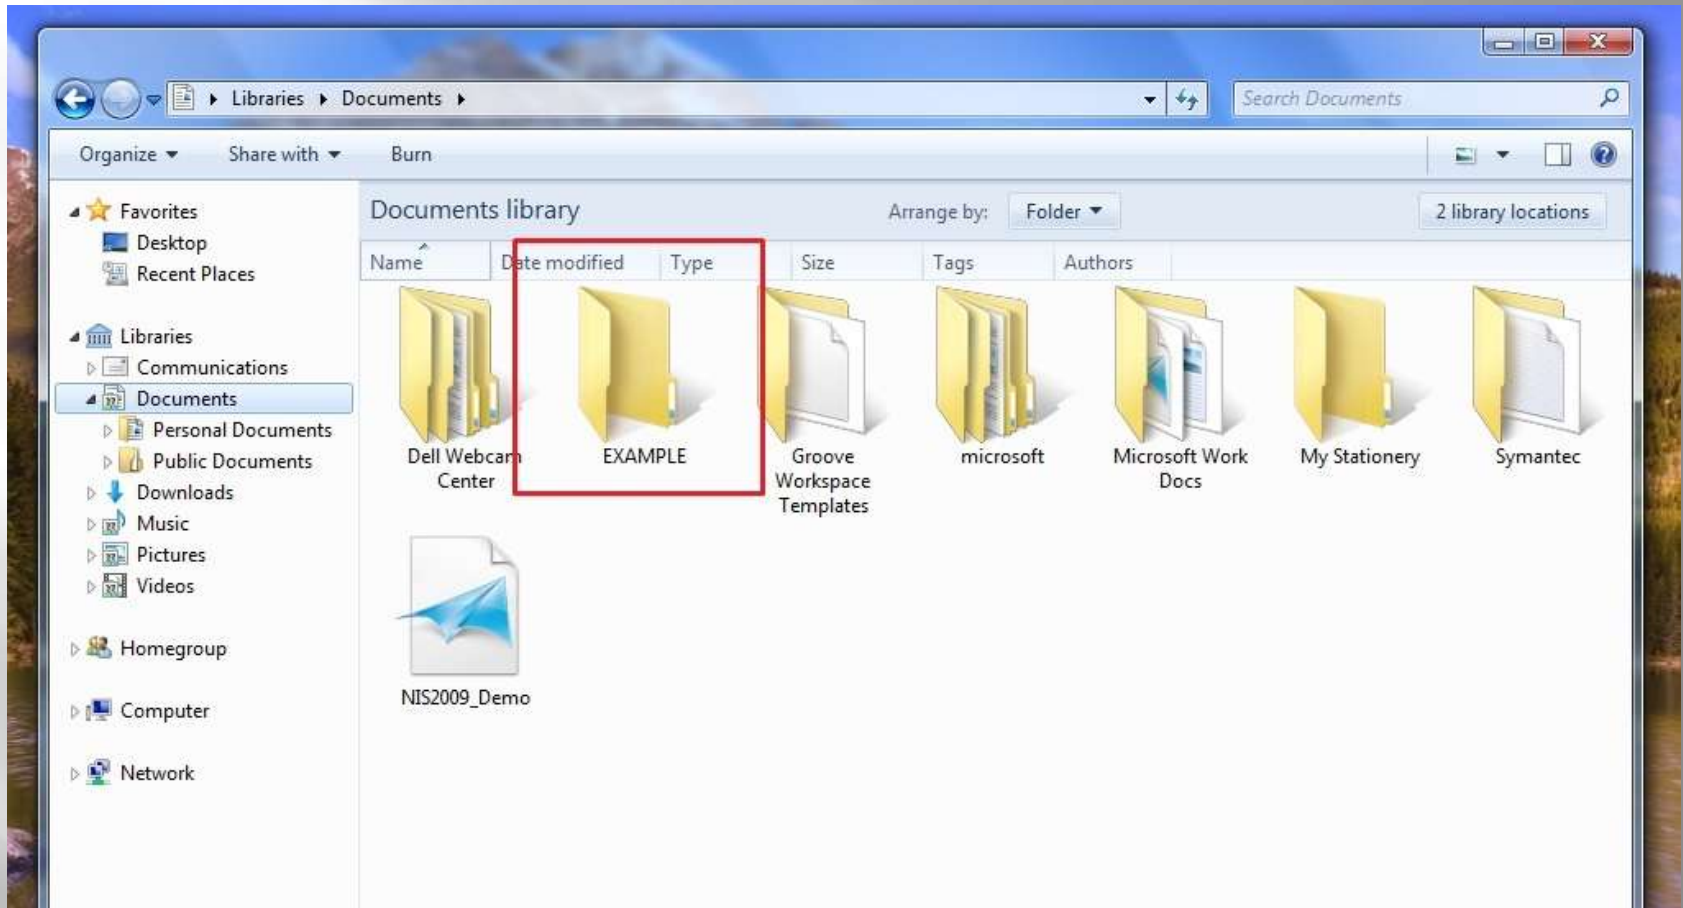 Libraries Documents
Search Documents
Organize Share with Burn
Favorites
Desktop
Recent Places
Libraries
Communications
Documents
Personal Documents
Public Documents
Downloads
Music
Pictures
Videos
Homegroup
Computer
Network
Documents library
Arrange by: Folder
2 library locations
Name Date modified Type Size Tags Authors
Dell Webcam
Center
EXAMPLE
Groove
Workspace
Templates
microsoft
Microsoft Work
Docs
My Stationery
Symantec
NIS2009_Demo